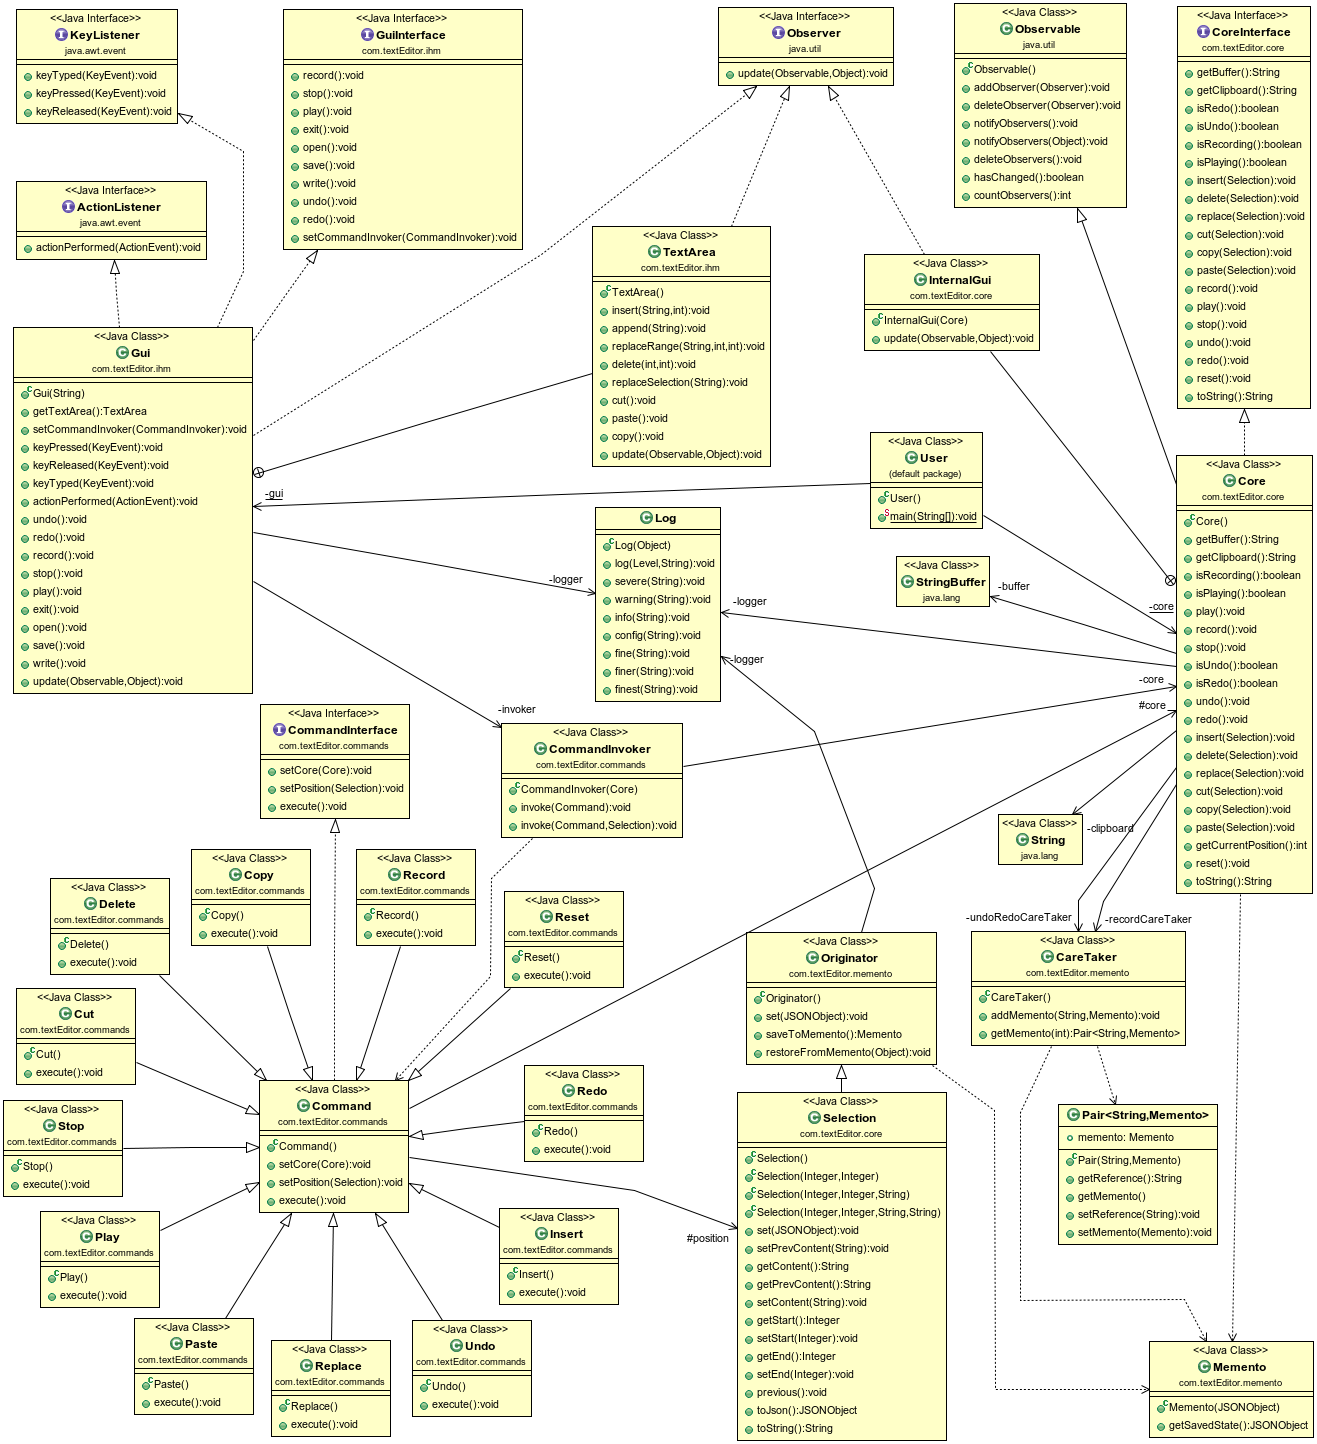 <<Java Interface>>
KeyListener
java.awt.event
keyTyped(KeyEvent):void
keyPressed(KeyEvent):void
keyReleased(KeyEvent):void
<<Java Interface>>
GuiInterface
com.textEditor.ihm
record():void
stop():void
play():void
exit():void
open():void
save():void
write():void
undo():void
redo():void
setCommandInvoker(CommandInvoker):void
<<Java Interface>>
Observer
java.util
update(Observable,Object):void
<<Java Class>>
Observable
java.util
Observable()
addObserver(Observer):void
deleteObserver(Observer):void
notifyObservers():void
notifyObservers(Object):void
deleteObservers():void
hasChanged():boolean
countObservers():int
<<Java Interface>>
CoreInterface
com.textEditor.core
getBuffer():String
getClipboard():String
isRedo():boolean
isUndo():boolean
isRecording():boolean
isPlaying():boolean
insert(Selection):void
delete(Selection):void
replace(Selection):void
cut(Selection):void
copy(Selection):void
paste(Selection):void
record():void
play():void
stop():void
undo():void
redo():void
reset():void
toString():String
<<Java Interface>>
ActionListener
java.awt.event
actionPerformed(ActionEvent):void
<<Java Class>>
TextArea
com.textEditor.ihm
TextArea()
insert(String,int):void
append(String):void
replaceRange(String,int,int):void
delete(int,int):void
replaceSelection(String):void
cut():void
paste():void
copy():void
update(Observable,Object):void
<<Java Class>>
InternalGui
com.textEditor.core
InternalGui(Core)
update(Observable,Object):void
<<Java Class>>
Gui
com.textEditor.ihm
Gui(String)
getTextArea():TextArea
setCommandInvoker(CommandInvoker):void
keyPressed(KeyEvent):void
keyReleased(KeyEvent):void
keyTyped(KeyEvent):void
actionPerformed(ActionEvent):void
undo():void
redo():void
record():void
stop():void
play():void
exit():void
open():void
save():void
write():void
update(Observable,Object):void
<<Java Class>>
User
(default package)
User()
main(String[]):void
-gui
Log
Log(Object)
log(Level,String):void
severe(String):void
warning(String):void
info(String):void
config(String):void
fine(String):void
finer(String):void
finest(String):void
-logger
-logger
-logger
<<Java Class>>
StringBuffer
java.lang
-buffer
-core
-core
#core
<<Java Class>>
Core
com.textEditor.core
Core()
getBuffer():String
getClipboard():String
isRecording():boolean
isPlaying():boolean
play():void
record():void
stop():void
isUndo():boolean
isRedo():boolean
undo():void
redo():void
insert(Selection):void
delete(Selection):void
replace(Selection):void
cut(Selection):void
copy(Selection):void
paste(Selection):void
getCurrentPosition():int
reset():void
toString():String
<<Java Interface>>
CommandInterface
com.textEditor.commands
setCore(Core):void
setPosition(Selection):void
execute():void
-invoker
<<Java Class>>
CommandInvoker
com.textEditor.commands
CommandInvoker(Core)
invoke(Command):void
invoke(Command,Selection):void
<<Java Class>>
String
java.lang
-clipboard
<<Java Class>>
Copy
com.textEditor.commands
Copy()
execute():void
<<Java Class>>
Record
com.textEditor.commands
Record()
execute():void
<<Java Class>>
Delete
com.textEditor.commands
Delete()
execute():void
<<Java Class>>
Reset
com.textEditor.commands
Reset()
execute():void
-undoRedoCareTaker
-recordCareTaker
<<Java Class>>
Originator
com.textEditor.memento
Originator()
set(JSONObject):void
saveToMemento():Memento
restoreFromMemento(Object):void
<<Java Class>>
CareTaker
com.textEditor.memento
CareTaker()
addMemento(String,Memento):void
getMemento(int):Pair<String,Memento>
<<Java Class>>
Cut
com.textEditor.commands
Cut()
execute():void
<<Java Class>>
Command
com.textEditor.commands
Command()
setCore(Core):void
setPosition(Selection):void
execute():void
<<Java Class>>
Redo
com.textEditor.commands
Redo()
execute():void
<<Java Class>>
Stop
com.textEditor.commands
Stop()
execute():void
<<Java Class>>
Selection
com.textEditor.core
Selection()
Selection(Integer,Integer)
Selection(Integer,Integer,String)
Selection(Integer,Integer,String,String)
set(JSONObject):void
setPrevContent(String):void
getContent():String
getPrevContent():String
setContent(String):void
getStart():Integer
setStart(Integer):void
getEnd():Integer
setEnd(Integer):void
previous():void
toJson():JSONObject
toString():String
#position
Pair<String,Memento>
memento: Memento
Pair(String,Memento)
getReference():String
getMemento()
setReference(String):void
setMemento(Memento):void
<<Java Class>>
Play
com.textEditor.commands
Play()
execute():void
<<Java Class>>
Insert
com.textEditor.commands
Insert()
execute():void
<<Java Class>>
Paste
com.textEditor.commands
Paste()
execute():void
<<Java Class>>
Replace
com.textEditor.commands
Replace()
execute():void
<<Java Class>>
Undo
com.textEditor.commands
Undo()
execute():void
<<Java Class>>
Memento
com.textEditor.memento
Memento(JSONObject)
getSavedState():JSONObject